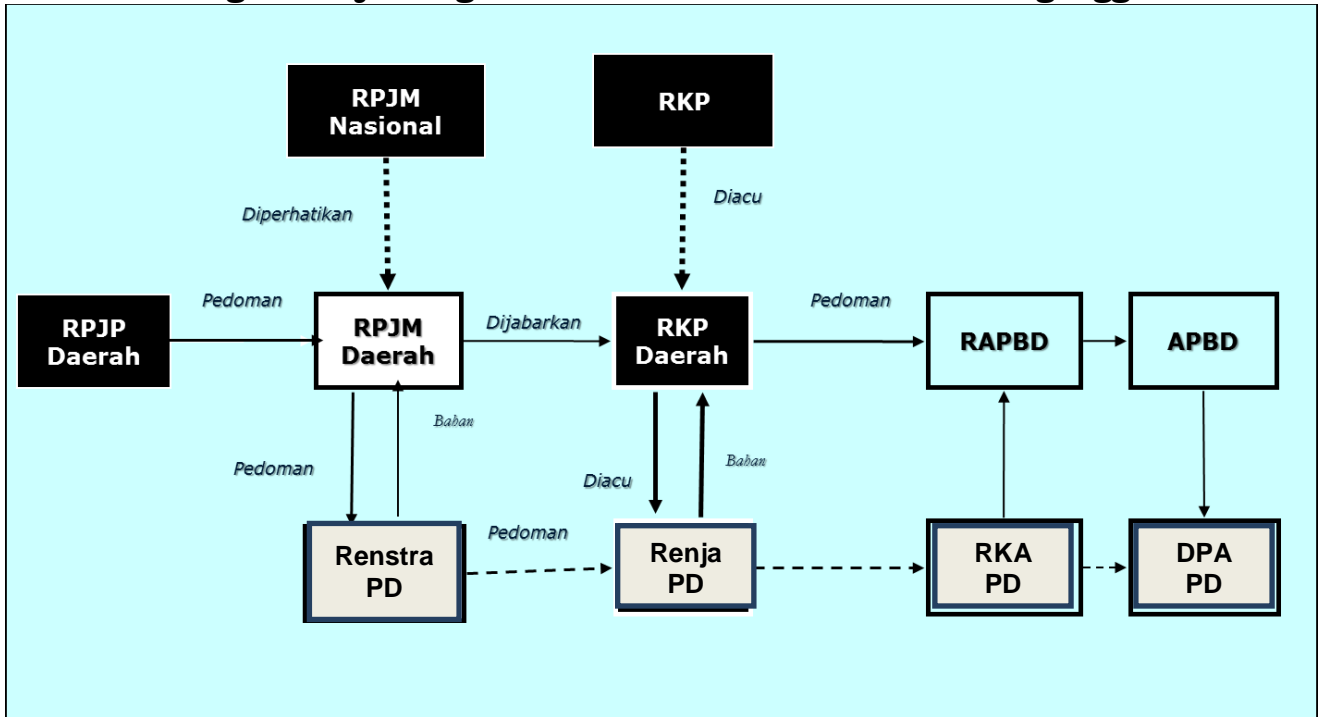 RPJM
Nasional
RKP
Diperhatikan
Diacu
RPJP
Daerah
Pedoman
RPJM
Daerah
Dijabarkan
RKP
Daerah
Pedoman
RAPBD
APBD
Pedoman
Bahan
Diacu
Bahan
Renstra
PD
Pedoman
Renja
PD
RKA
PD
DPA
PD